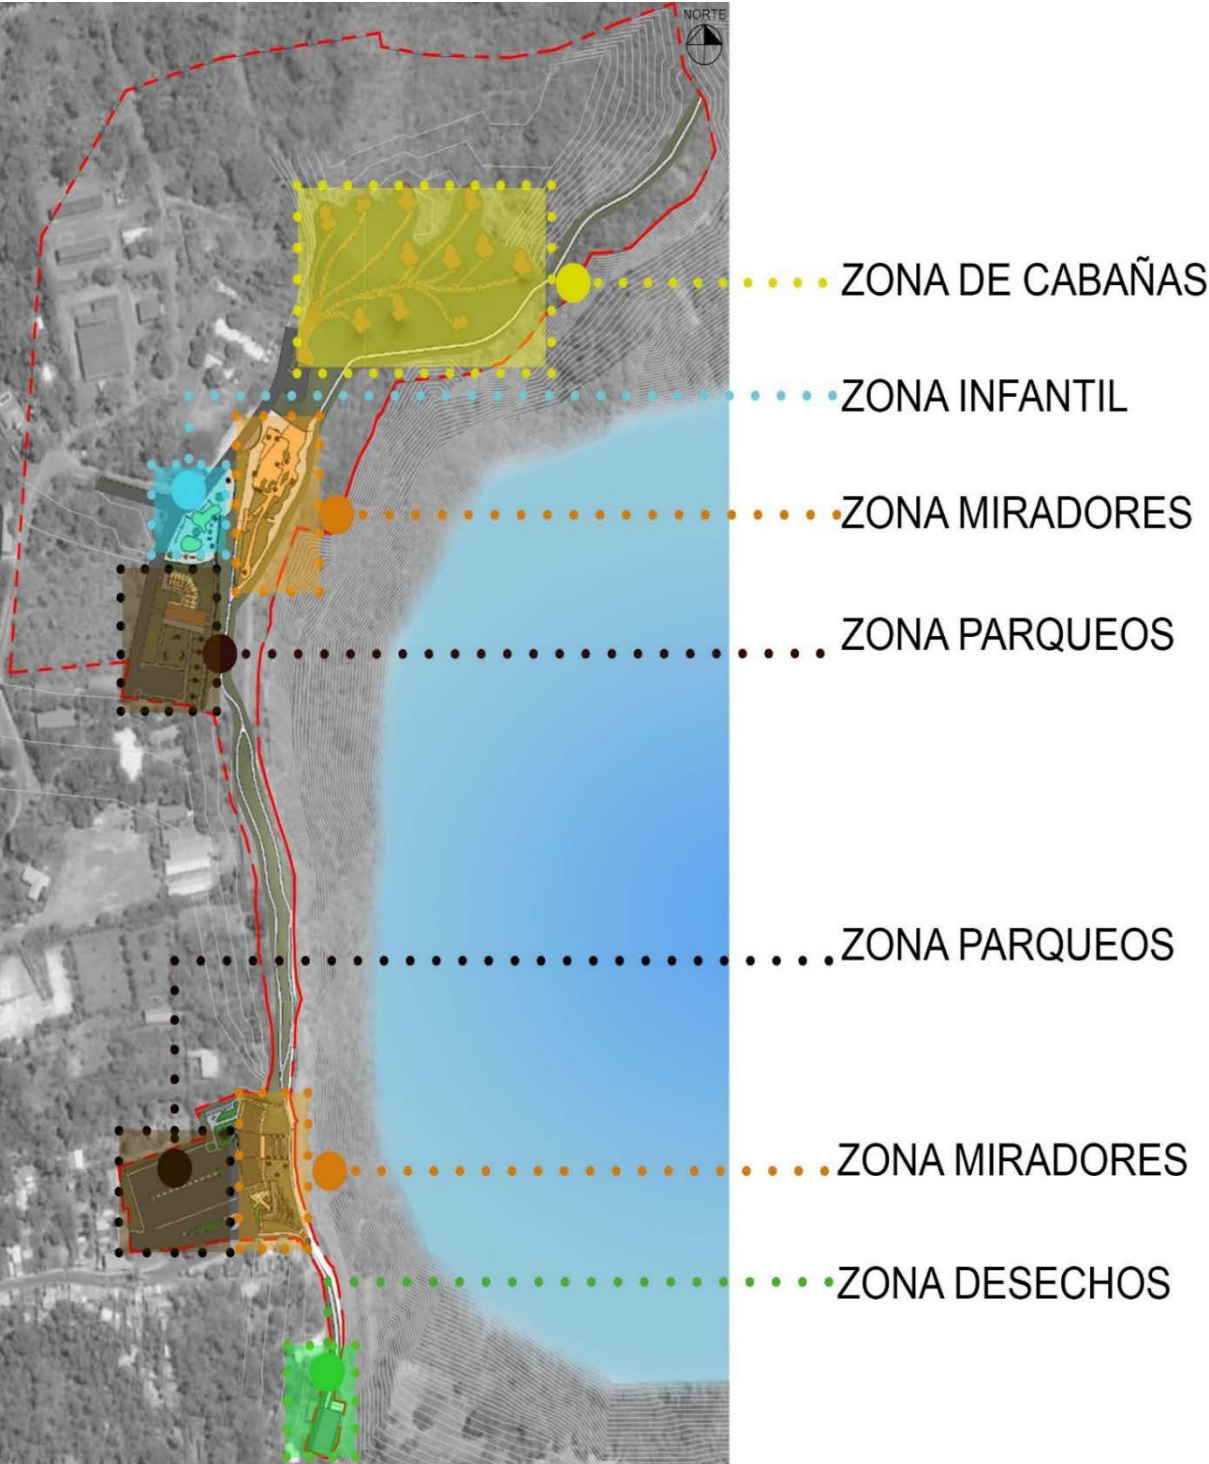 NORTE
ZONA DE CABAÑAS
ZONA INFANTIL
ZONA MIRADORES
ZONA PARQUEOS
ZONA PARQUEOS
ZONA MIRADORES
ZONA DESECHOS